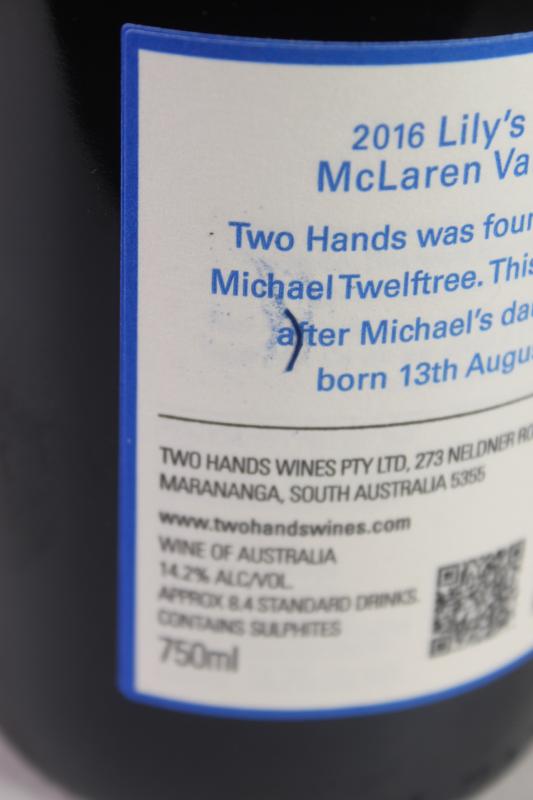 2016 Lily's
McLaren Va
Two Hands was four
Michael Twelftree. This
after Michael's dau
born 13th Augu
TWO HANDS WINES PTY LTD, 273 NELDNER RO
MARANANGA, SOUTH AUSTRALIA 5355
www.twohandswines.com
WINE OF AUSTRALIA
14.2% ALC/VOL.
APPROX 8.4 STANDARD DRINKS.
CONTAINS SULPHITES
750ml